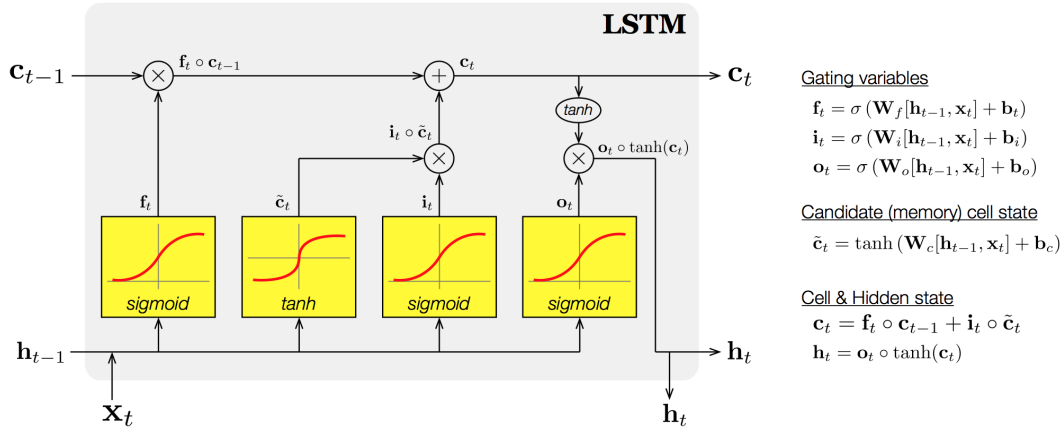 LSTM
c_{t−1}
×
f_t ∘ c_{t−1}
+
c_t
c_t
tanh
i_t ∘ c̃_t
×
×
o_t ∘ tanh(c_t)
f_t
c̃_t
i_t
o_t
sigmoid
tanh
sigmoid
sigmoid
h_{t−1}
h_t
x_t
h_t
Gating variables
f_t = σ (W_f[h_{t−1}, x_t] + b_t)
i_t = σ (W_i[h_{t−1}, x_t] + b_i)
o_t = σ (W_o[h_{t−1}, x_t] + b_o)
Candidate (memory) cell state
c̃_t = tanh (W_c[h_{t−1}, x_t] + b_c)
Cell & Hidden state
c_t = f_t ∘ c_{t−1} + i_t ∘ c̃_t
h_t = o_t ∘ tanh(c_t)